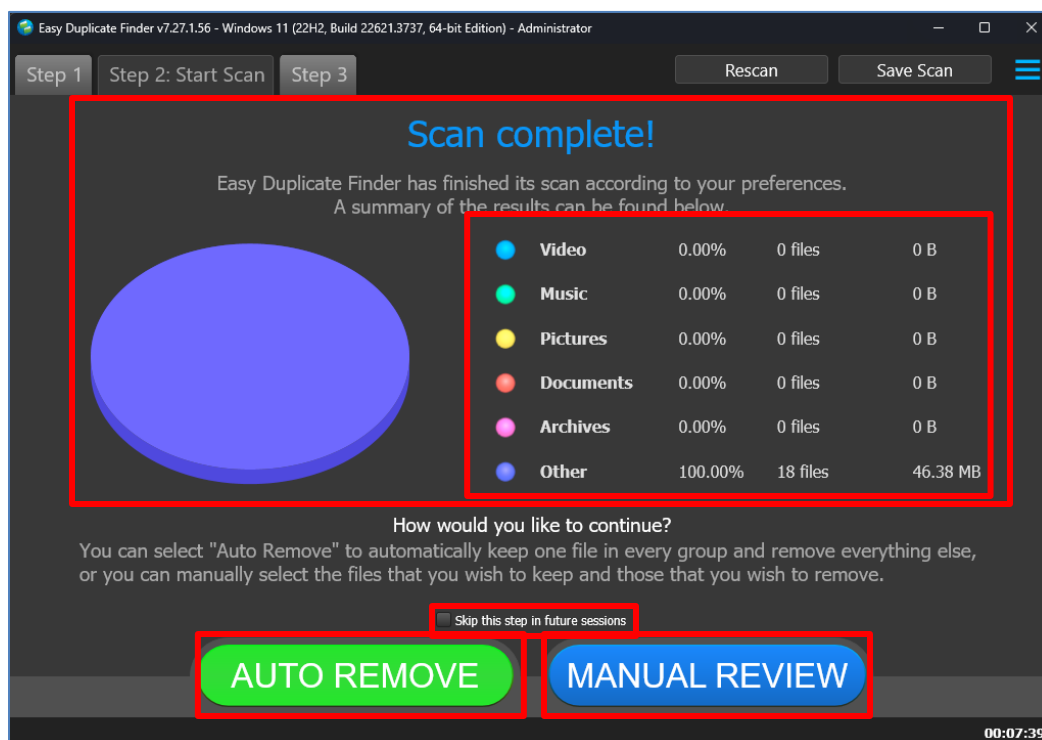 Easy Duplicate Finder v7.27.1.56 - Windows 11 (22H2, Build 22621.3737, 64-bit Edition) - Administrator
Step 1 Step 2: Start Scan Step 3 Rescan Save Scan
Scan complete!
Easy Duplicate Finder has finished its scan according to your preferences.
A summary of the results can be found below.
Video 0.00% 0 files 0 B
Music 0.00% 0 files 0 B
Pictures 0.00% 0 files 0 B
Documents 0.00% 0 files 0 B
Archives 0.00% 0 files 0 B
Other 100.00% 18 files 46.38 MB
How would you like to continue?
You can select "Auto Remove" to automatically keep one file in every group and remove everything else,
or you can manually select the files that you wish to keep and those that you wish to remove.
Skip this step in future sessions
AUTO REMOVE MANUAL REVIEW
00:07:39